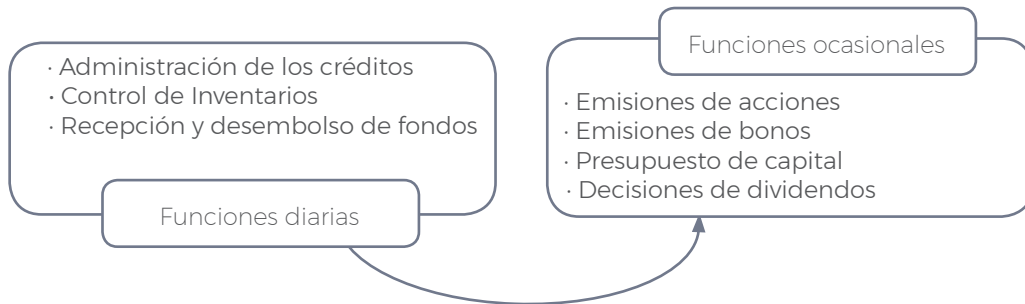 · Administración de los créditos
· Control de Inventarios
· Recepción y desembolso de fondos
Funciones diarias
Funciones ocasionales
· Emisiones de acciones
· Emisiones de bonos
· Presupuesto de capital
· Decisiones de dividendos